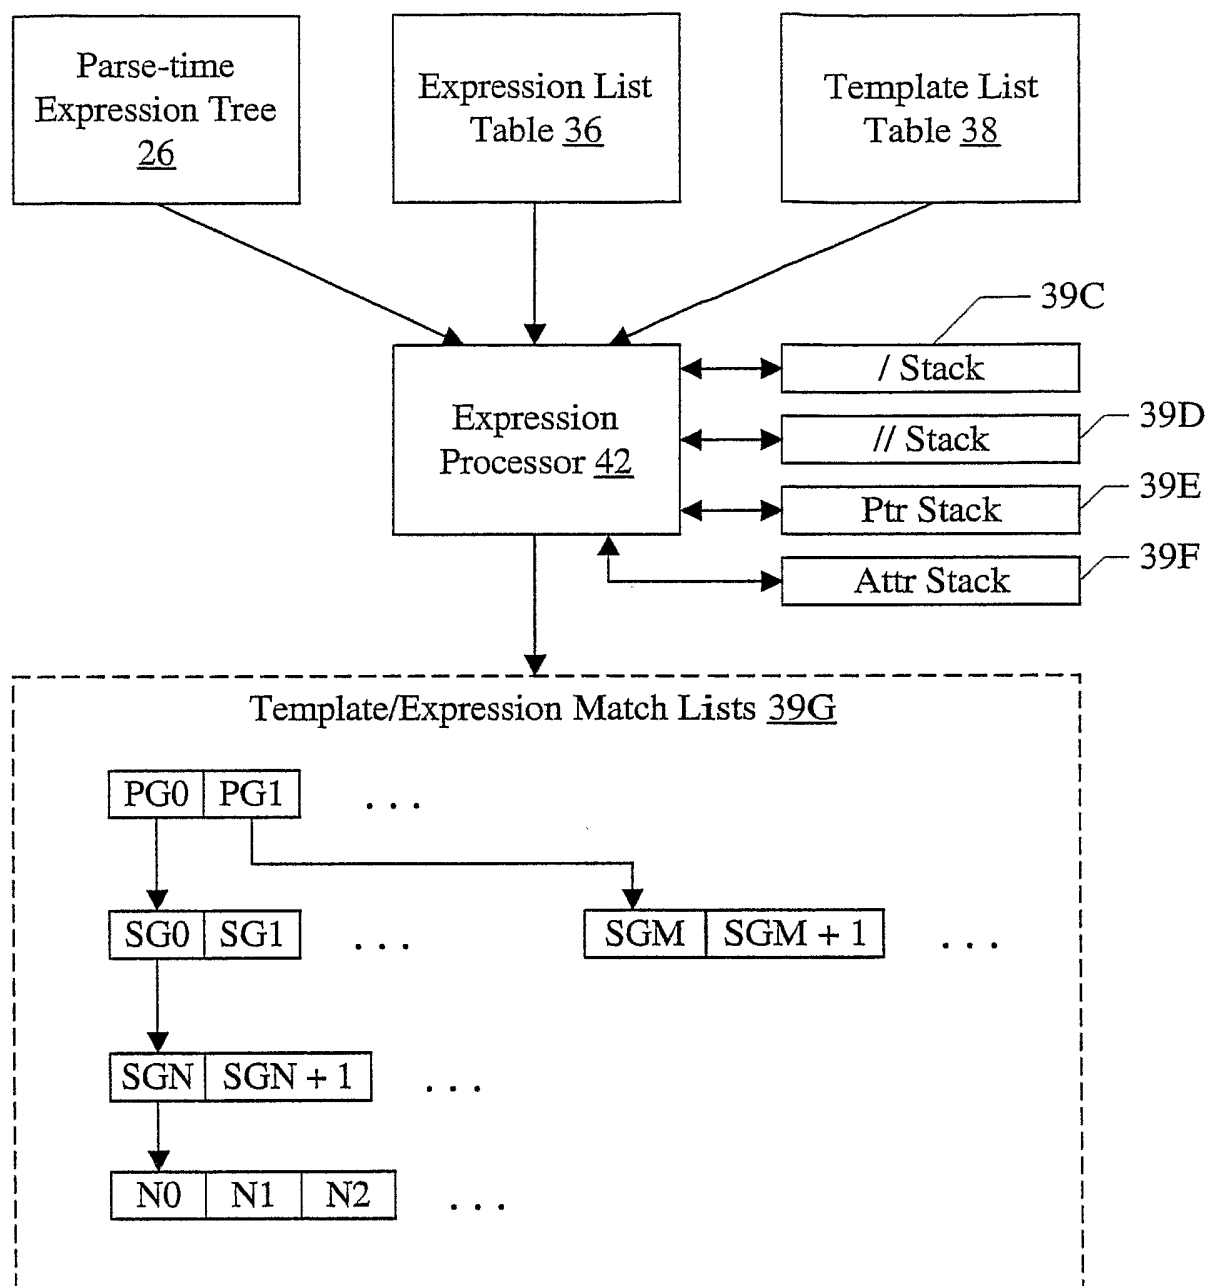 Parse-time
Expression Tree
26
Expression List
Table 36
Template List
Table 38
39C
/ Stack
Expression
Processor 42
39D
// Stack
39E
Ptr Stack
39F
Attr Stack
Template/Expression Match Lists 39G
PG0 PG1 . . .
SG0 SG1 . . . SGM SGM + 1 . . .
SGN SGN + 1 . . .
N0 N1 N2 . . .